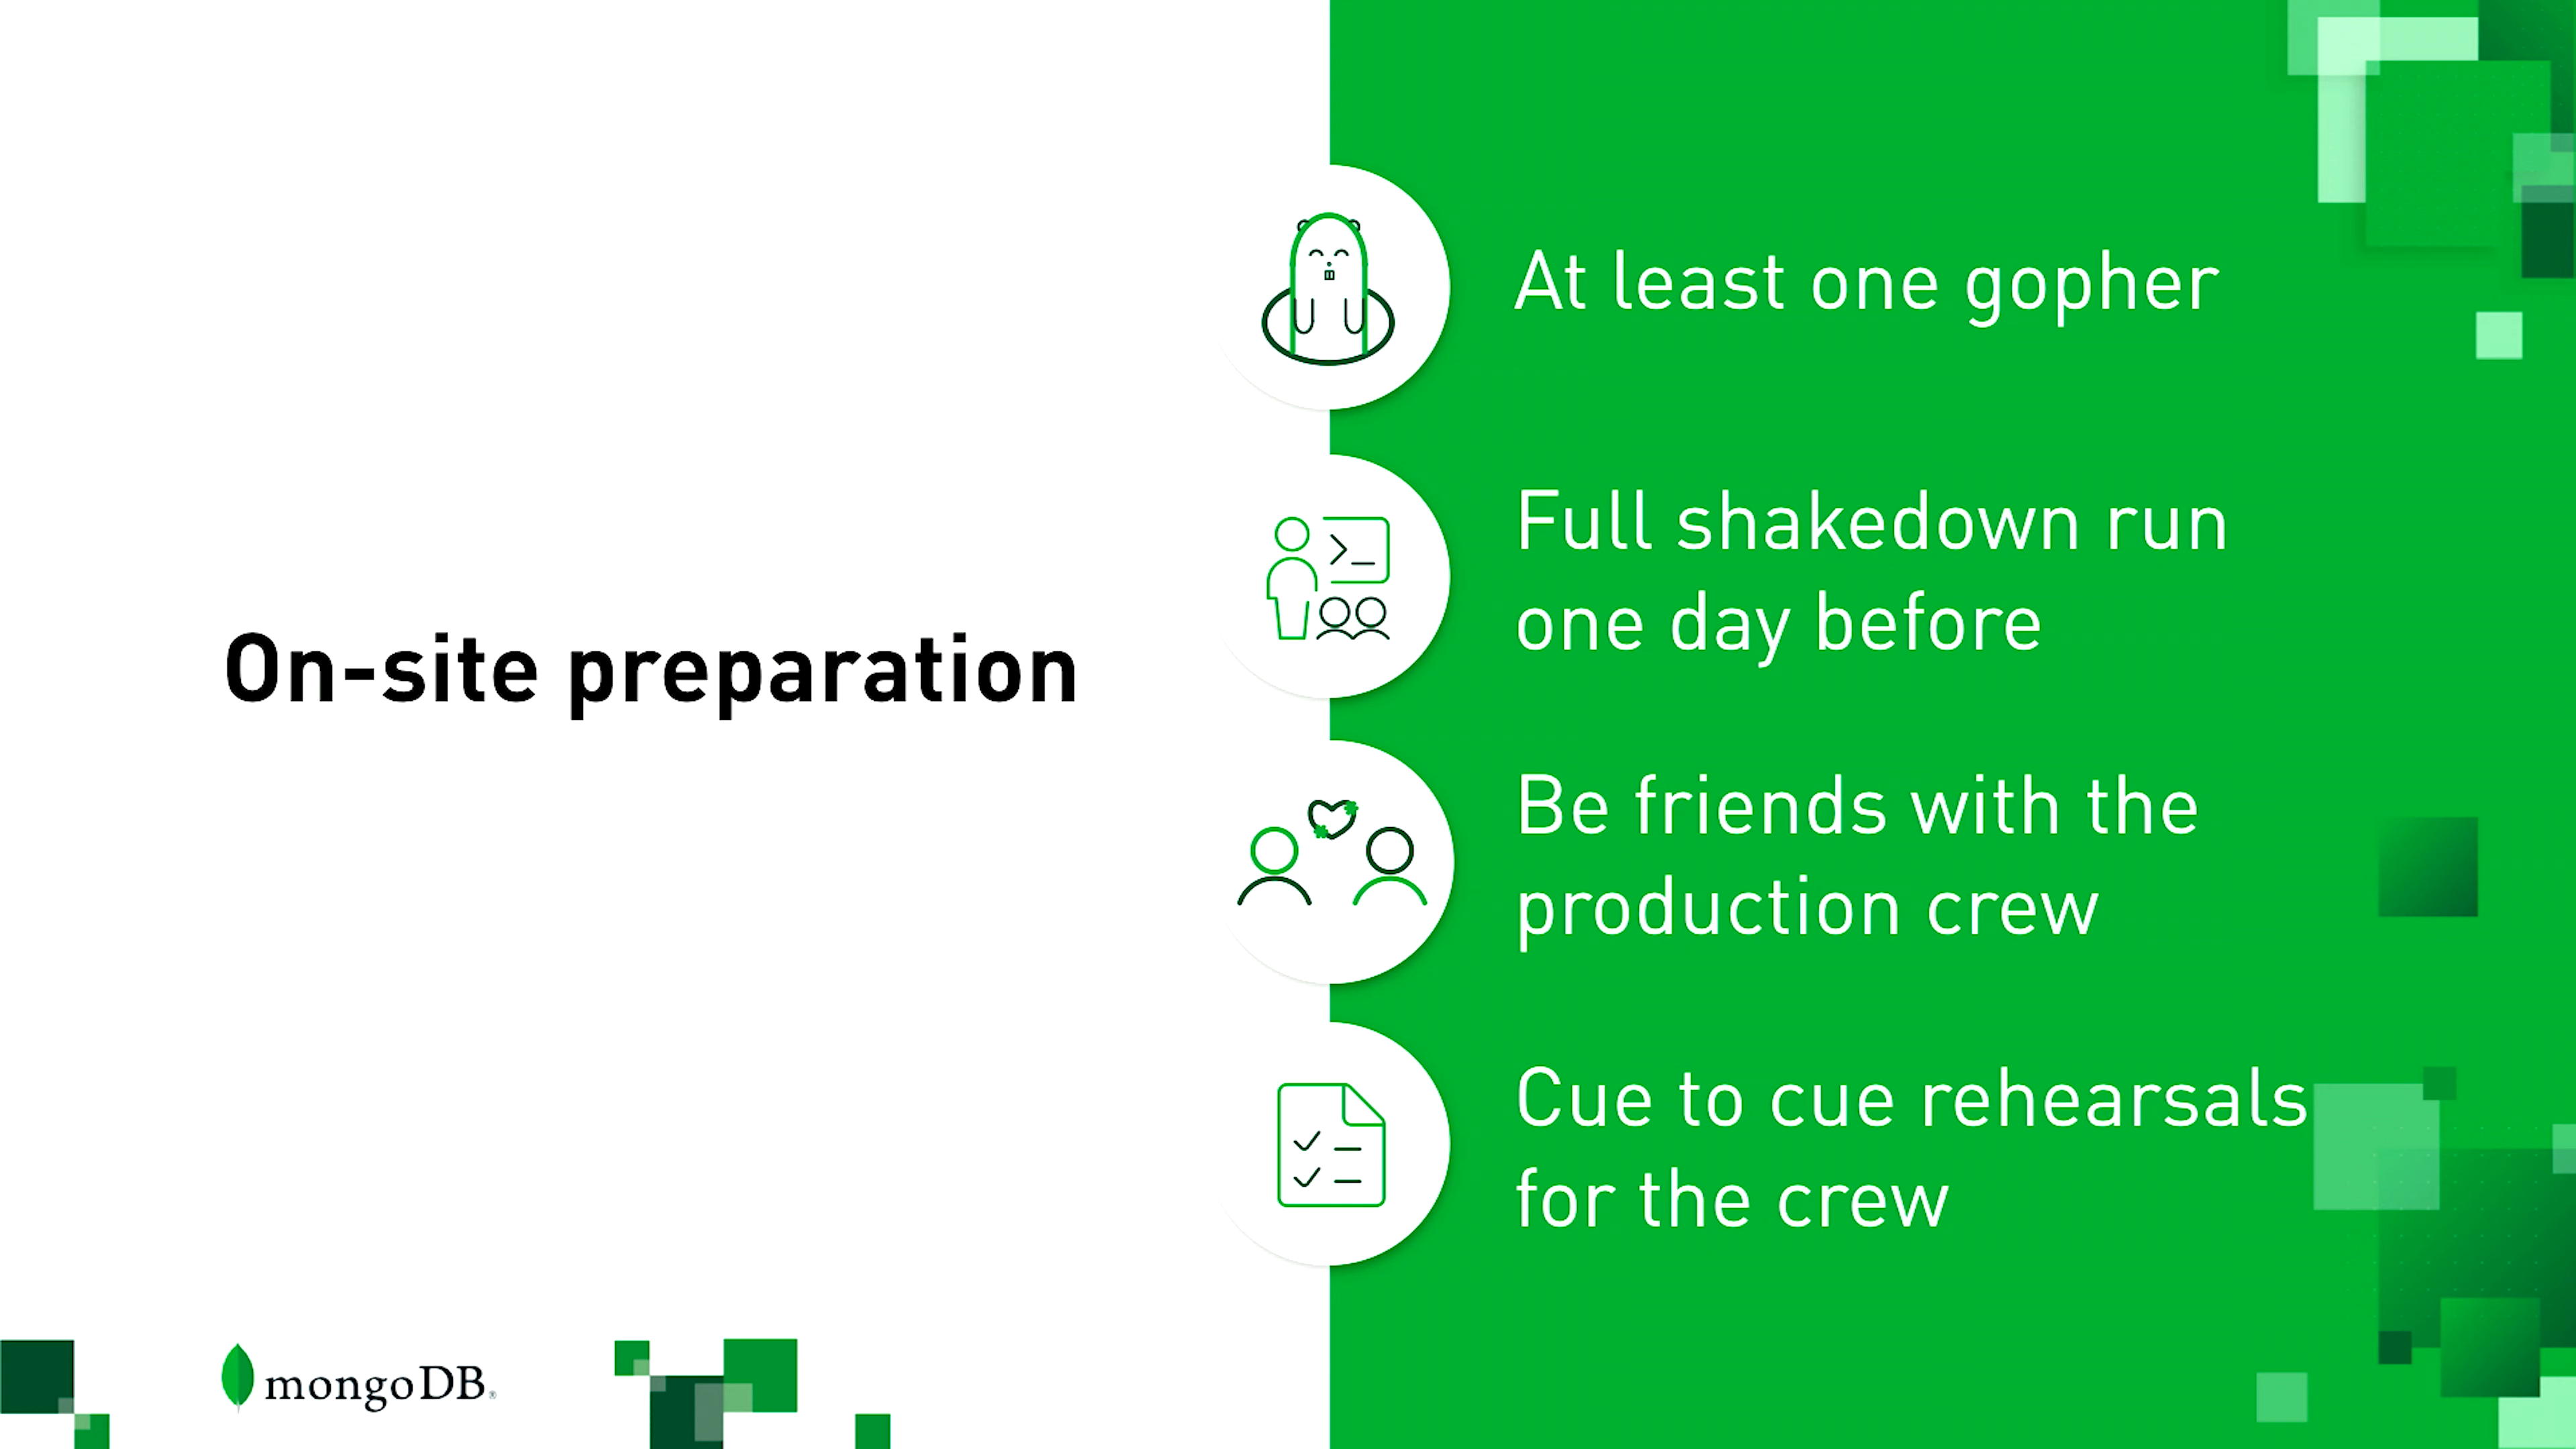 On-site preparation
At least one gopher
Full shakedown run
one day before
Be friends with the
production crew
Cue to cue rehearsals
for the crew
mongoDB®